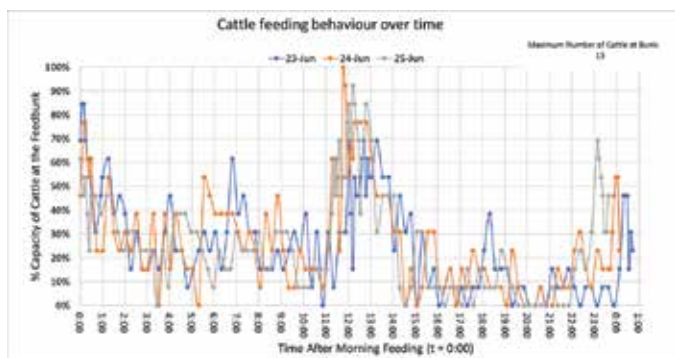 Cattle feeding behaviour over time
Maximum Number of Cattle at Bunk
13
23-Jun 24-Jun 25-Jun
% Capacity of Cattle at the Feedbunk
100%
90%
80%
70%
60%
50%
40%
30%
20%
10%
0%
0:00 1:00 2:00 3:00 4:00 5:00 6:00 7:00 8:00 9:00 10:00 11:00 12:00 13:00 14:00 15:00 16:00 17:00 18:00 19:00 20:00 21:00 22:00 23:00 0:00 1:00
Time After Morning Feeding (t = 0:00)